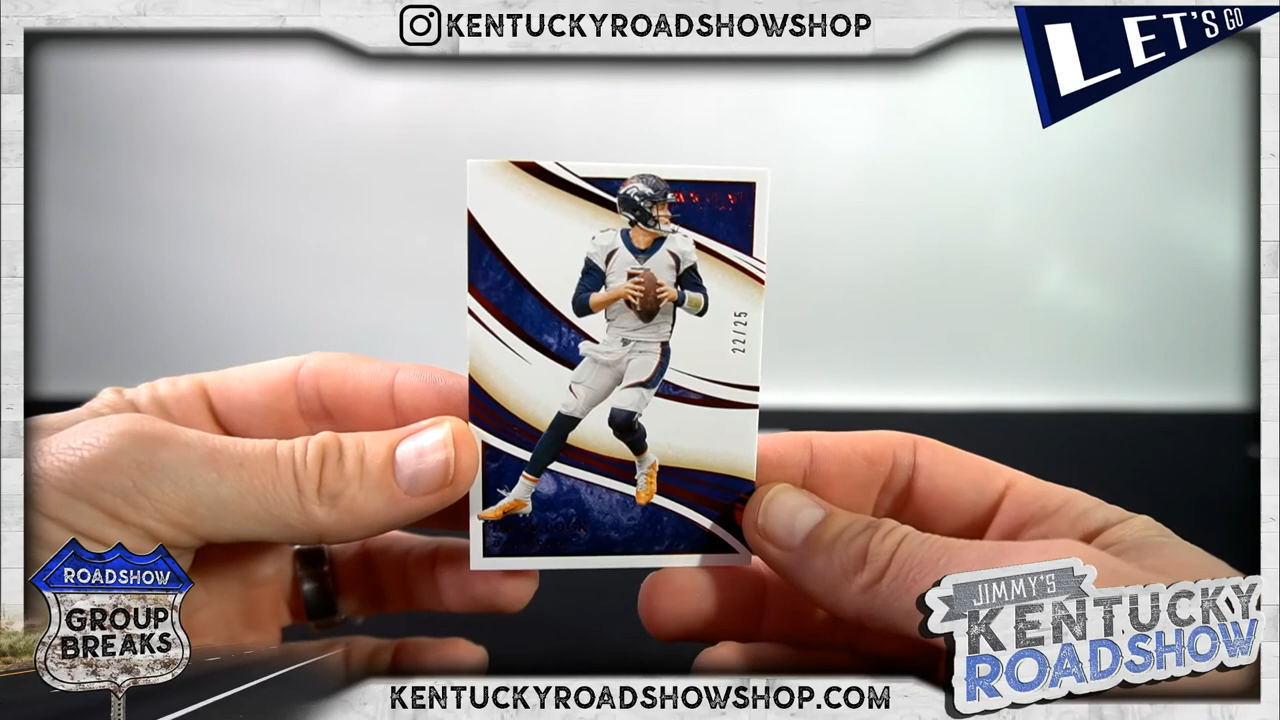 KENTUCKYROADSHOWSHOP
LET'S GO
22/25
ROADSHOW
GROUP
BREAKS
JIMMY'S
KENTUCKY
ROADSHOW
KENTUCKYROADSHOWSHOP.COM